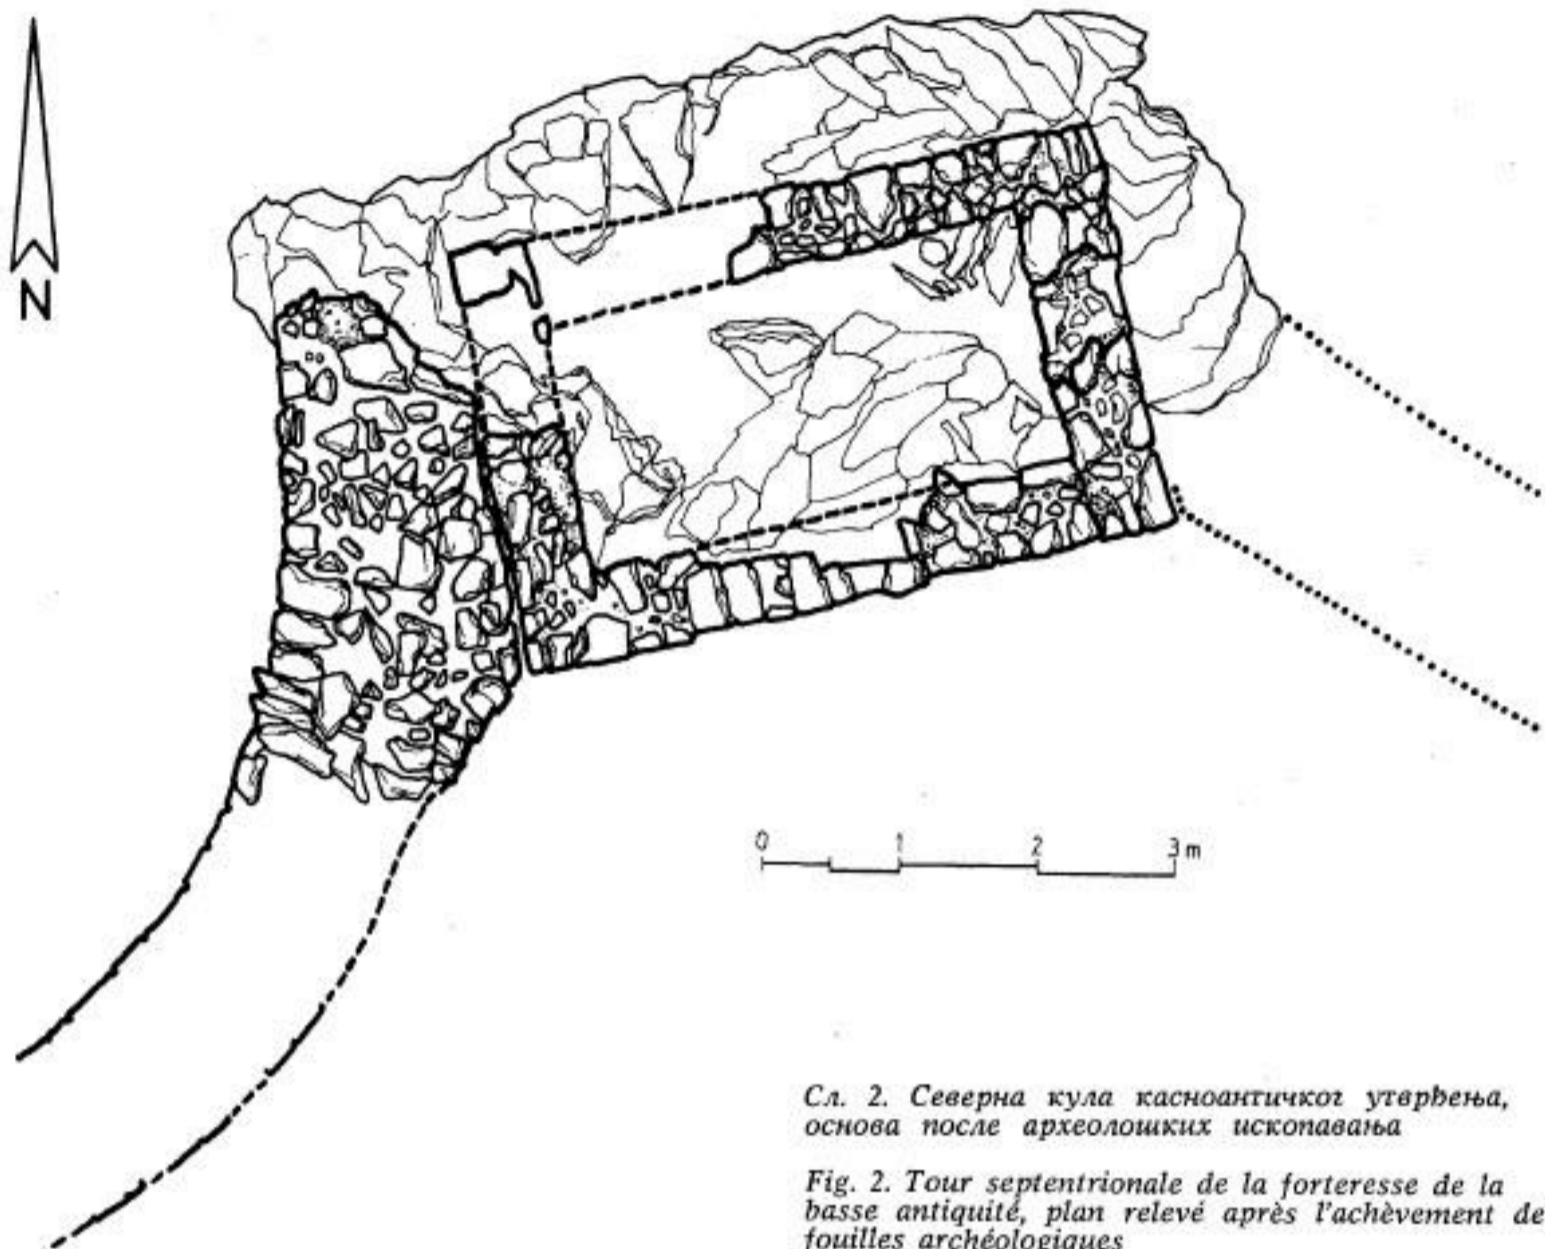 N
0 1 2 3 m
Сл. 2. Северна кула касноантичког утврђења,
основа после археолошких ископавања
Fig. 2. Tour septentrionale de la forteresse de la
basse antiquité, plan relevé après l'achèvement de
fouilles archéologiques